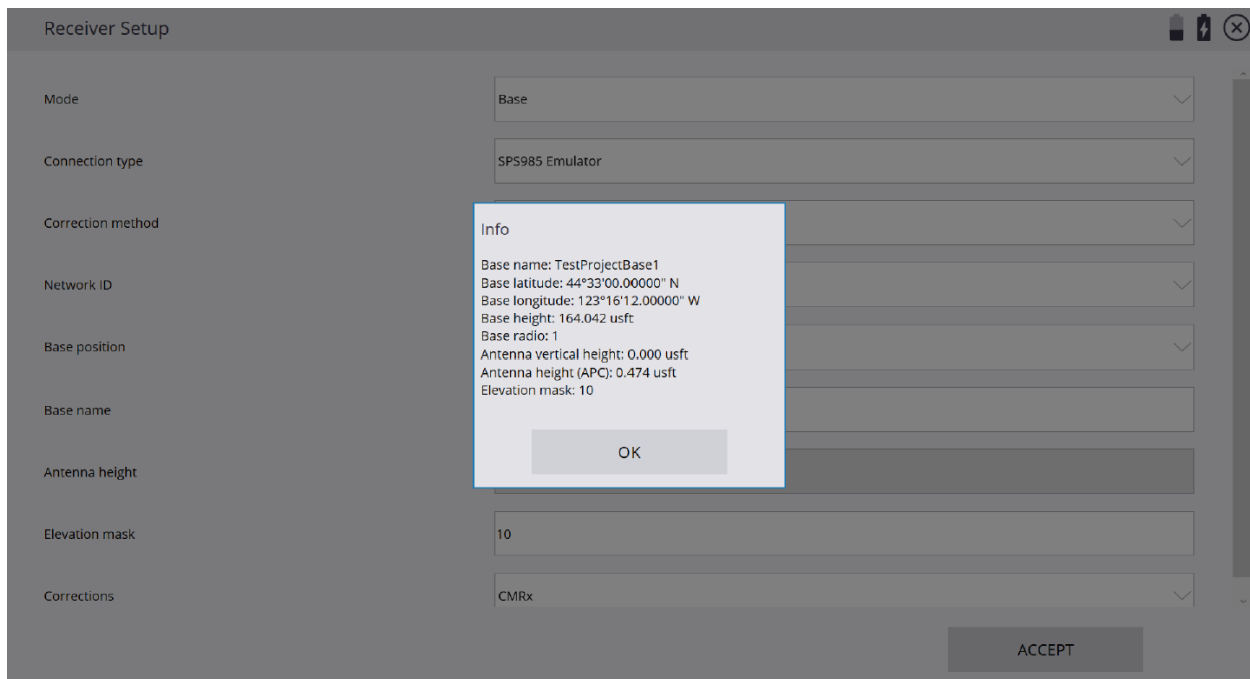 Receiver Setup
Mode
Base
Connection type
SPS985 Emulator
Correction method
Network ID
Base position
Base name
Antenna height
Elevation mask
10
Corrections
CMRx
Info
Base name: TestProjectBase1
Base latitude: 44°33'00.00000" N
Base longitude: 123°16'12.00000" W
Base height: 164.042 usft
Base radio: 1
Antenna vertical height: 0.000 usft
Antenna height (APC): 0.474 usft
Elevation mask: 10
OK
ACCEPT